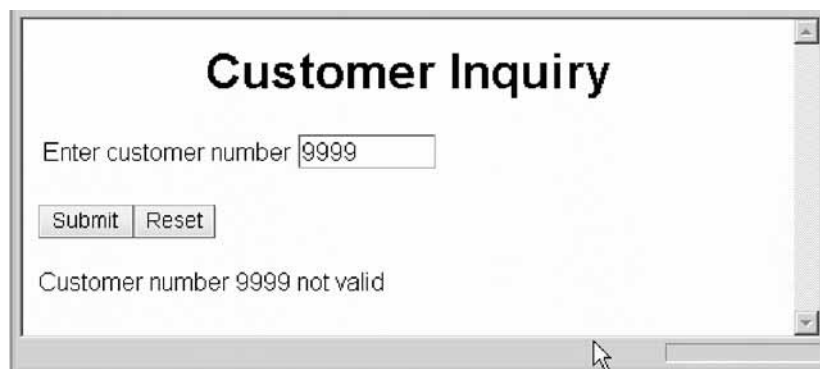 Customer Inquiry
Enter customer number 9999
Submit Reset
Customer number 9999 not valid